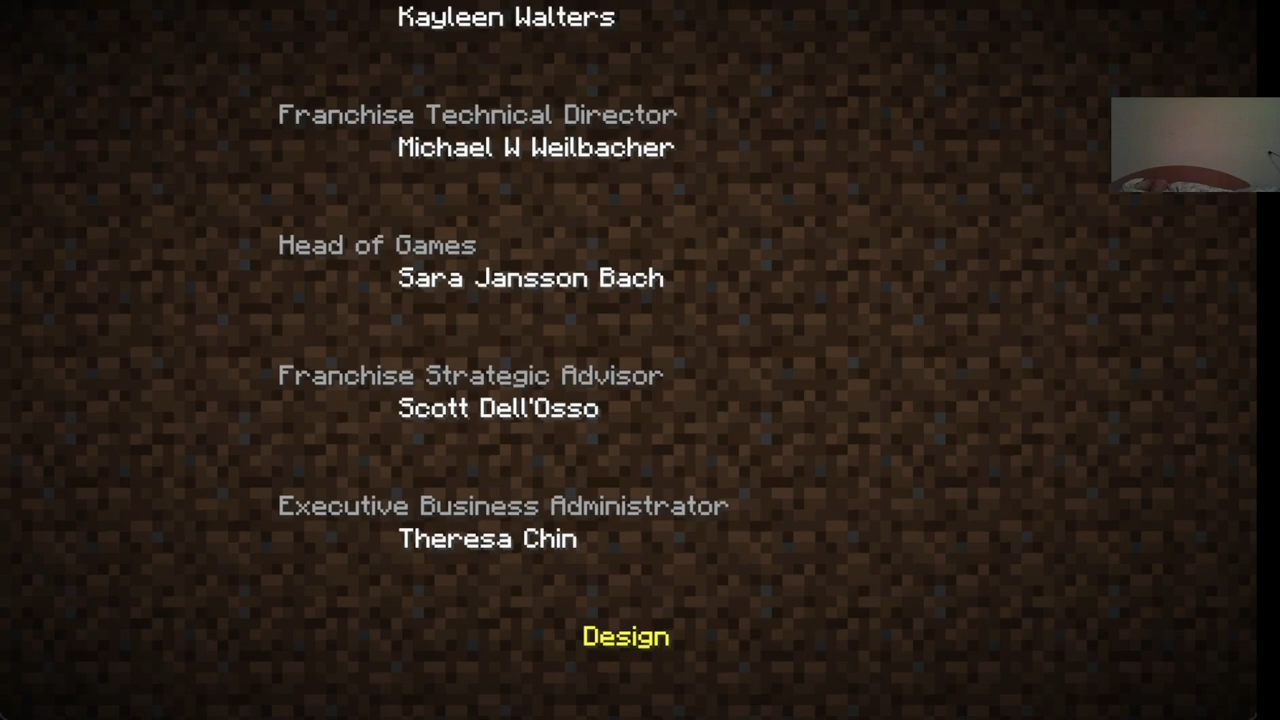 Kayleen Walters
Franchise Technical Director
Michael W Weilbacher
Head of Games
Sara Jansson Bach
Franchise Strategic Advisor
Scott Dell'Osso
Executive Business Administrator
Theresa Chin
Design